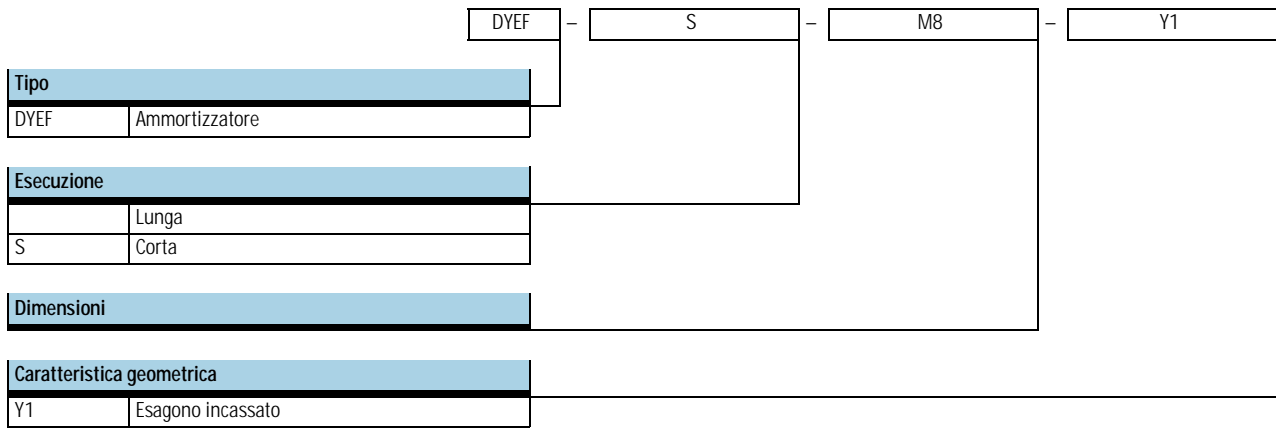 DYEF – S – M8 – Y1
Tipo
DYEF Ammortizzatore
Esecuzione
Lunga
S Corta
Dimensioni
Caratteristica geometrica
Y1 Esagono incassato